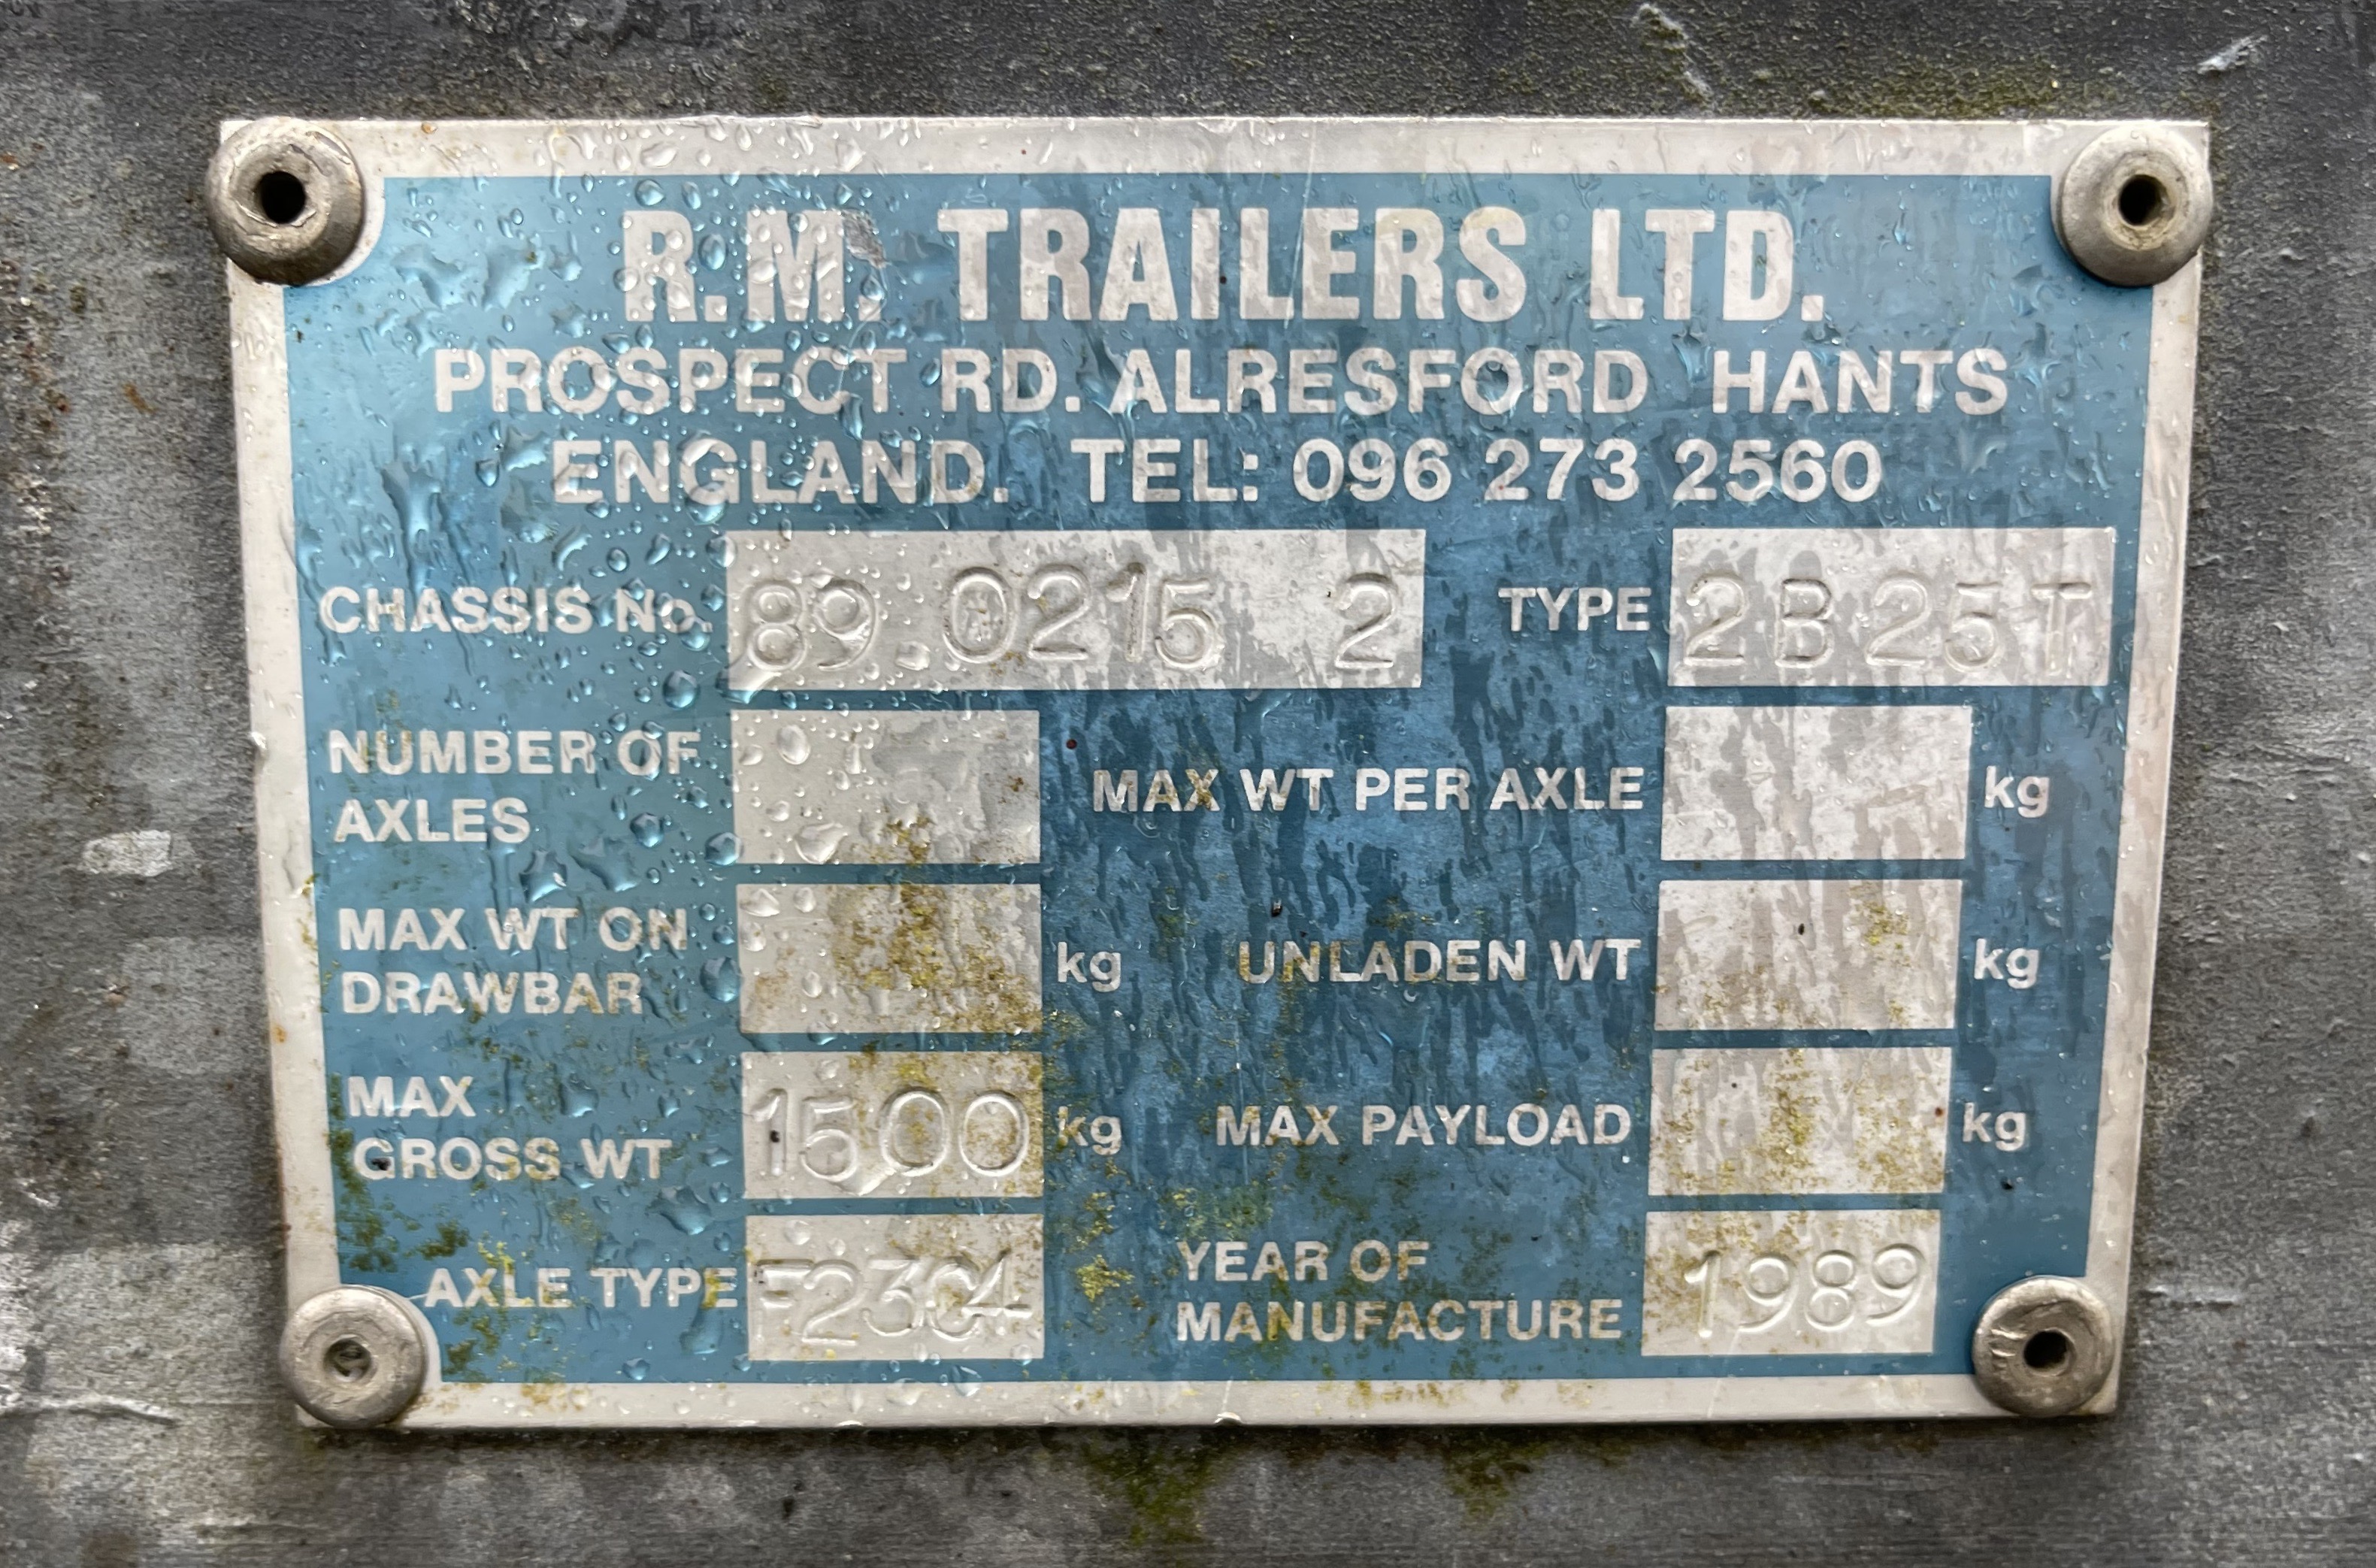 R.M. TRAILERS LTD.
PROSPECT RD. ALRESFORD HANTS
ENGLAND. TEL: 096 273 2560
CHASSIS No. 89.0215 2 TYPE 2B25T
NUMBER OF
AXLES
MAX WT PER AXLE kg
MAX WT ON
DRAWBAR kg
UNLADEN WT kg
MAX
GROSS WT 1500 kg
MAX PAYLOAD kg
AXLE TYPE
YEAR OF
MANUFACTURE 1989